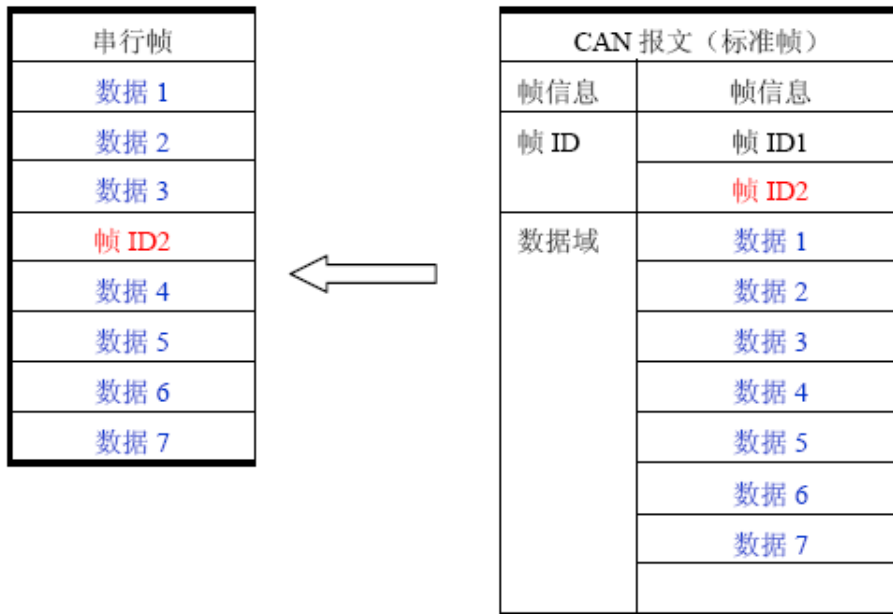 串行帧
数据 1
数据 2
数据 3
帧 ID2
数据 4
数据 5
数据 6
数据 7
CAN 报文（标准帧）
帧信息 帧信息
帧 ID 帧 ID1
帧 ID2
数据域 数据 1
数据 2
数据 3
数据 4
数据 5
数据 6
数据 7